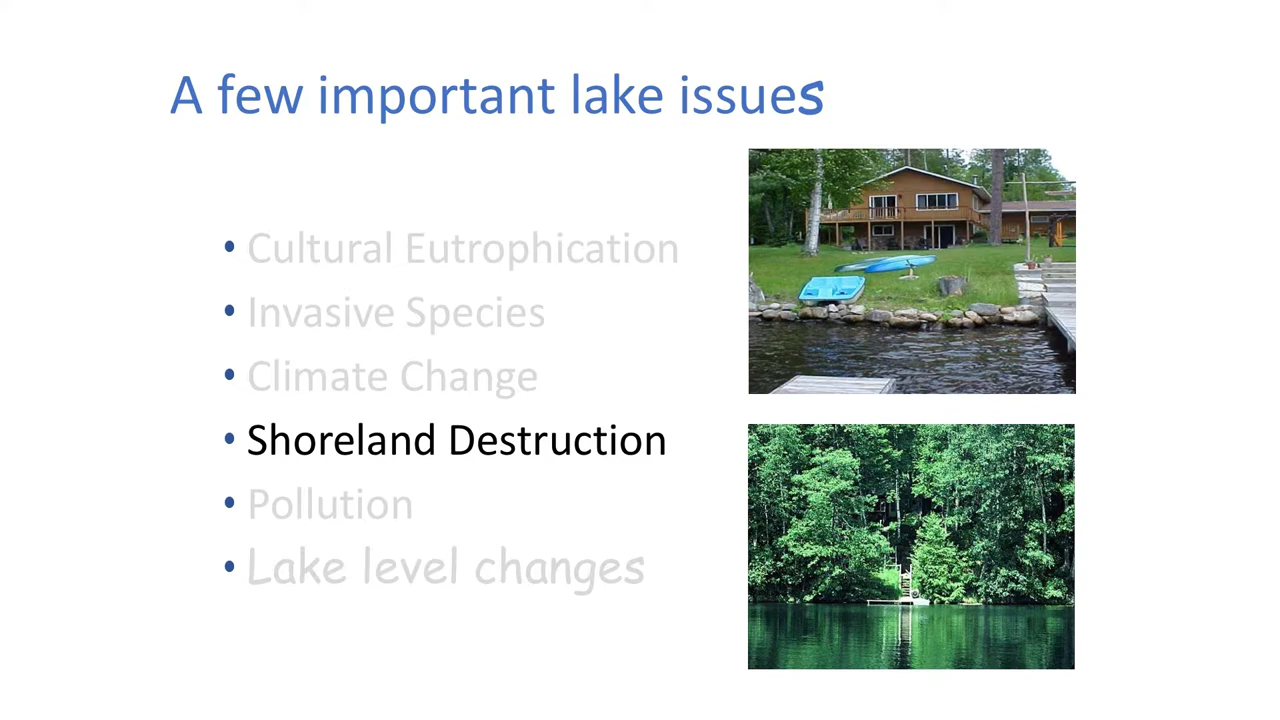 A few important lake issues
• Cultural Eutrophication
• Invasive Species
• Climate Change
• Shoreland Destruction
• Pollution
• Lake level changes